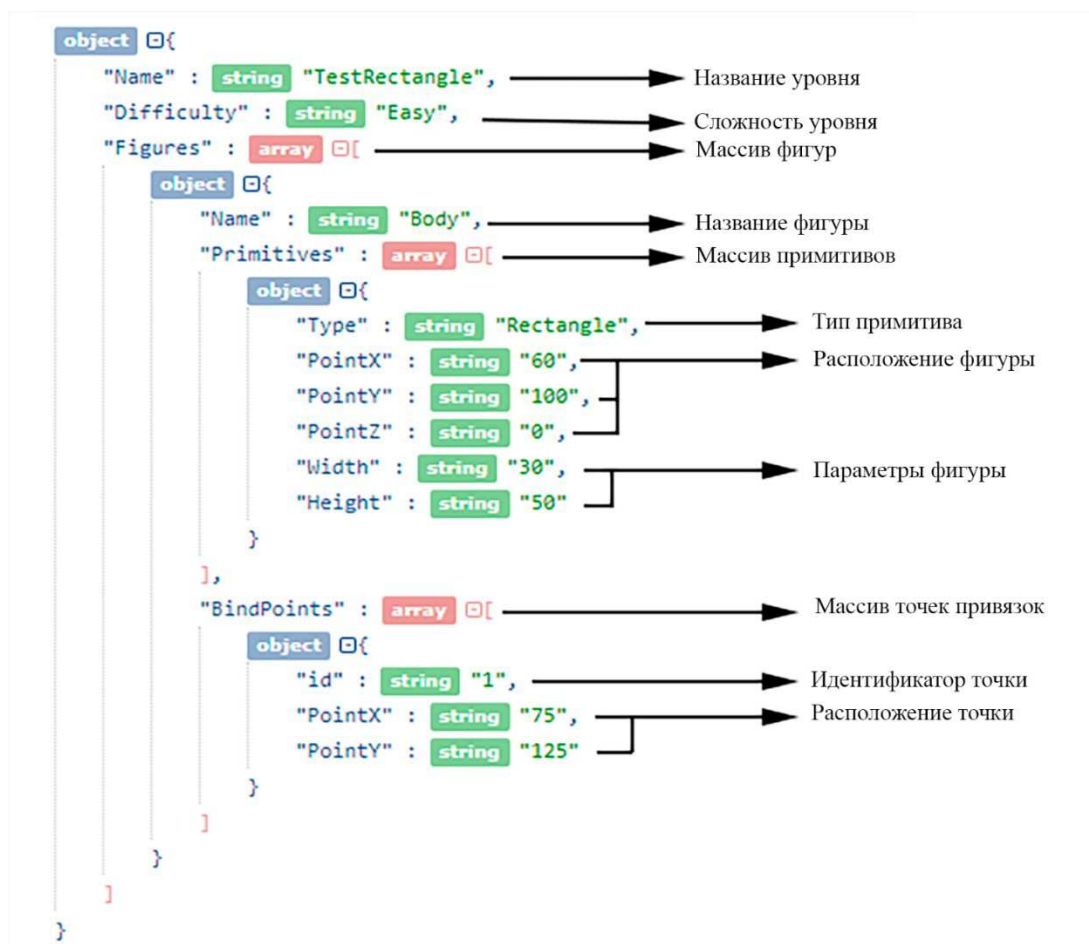 object ⊟{
"Name" : string "TestRectangle", Название уровня
"Difficulty" : string "Easy", Сложность уровня
"Figures" : array ⊟[ Массив фигур
object ⊟{
"Name" : string "Body", Название фигуры
"Primitives" : array ⊟[ Массив примитивов
object ⊟{
"Type" : string "Rectangle", Тип примитива
"PointX" : string "60", Расположение фигуры
"PointY" : string "100",
"PointZ" : string "0",
"Width" : string "30", Параметры фигуры
"Height" : string "50"
}
],
"BindPoints" : array ⊟[ Массив точек привязок
object ⊟{
"id" : string "1", Идентификатор точки
"PointX" : string "75", Расположение точки
"PointY" : string "125"
}
]
}
]
}